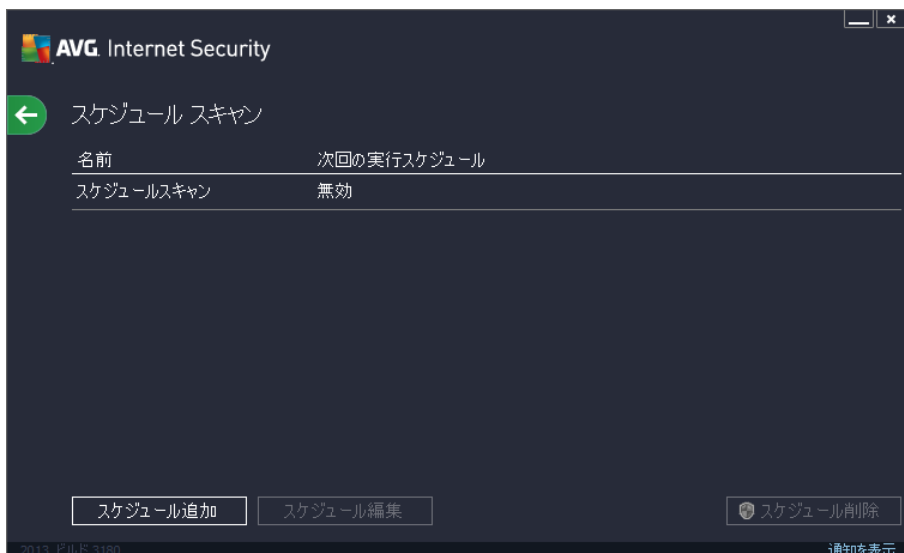 AVG. Internet Security
スケジュール スキャン
名前 次回の実行スケジュール
スケジュールスキャン 無効
スケジュール追加 スケジュール編集 スケジュール削除
2013 ビルド 3180 通知を表示